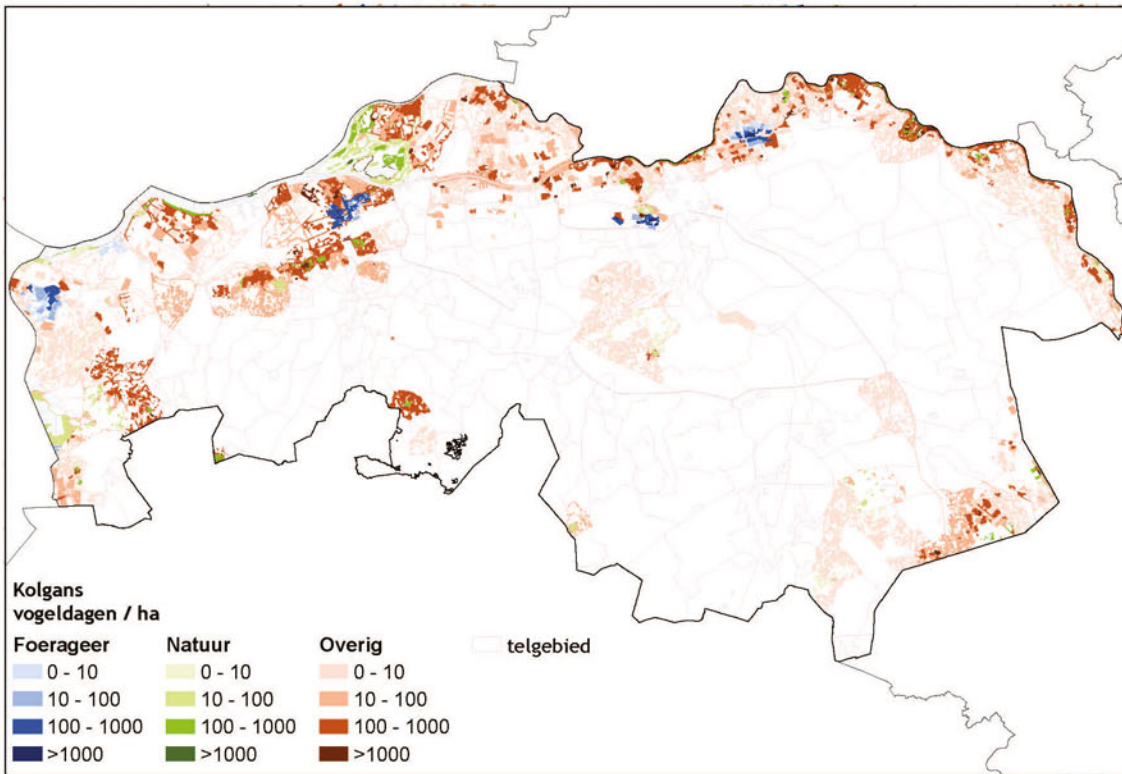 Kolgans
vogeldagen / ha
Foerageer Natuur Overig telgebied
0 - 10 0 - 10 0 - 10
10 - 100 10 - 100 10 - 100
100 - 1000 100 - 1000 100 - 1000
>1000 >1000 >1000